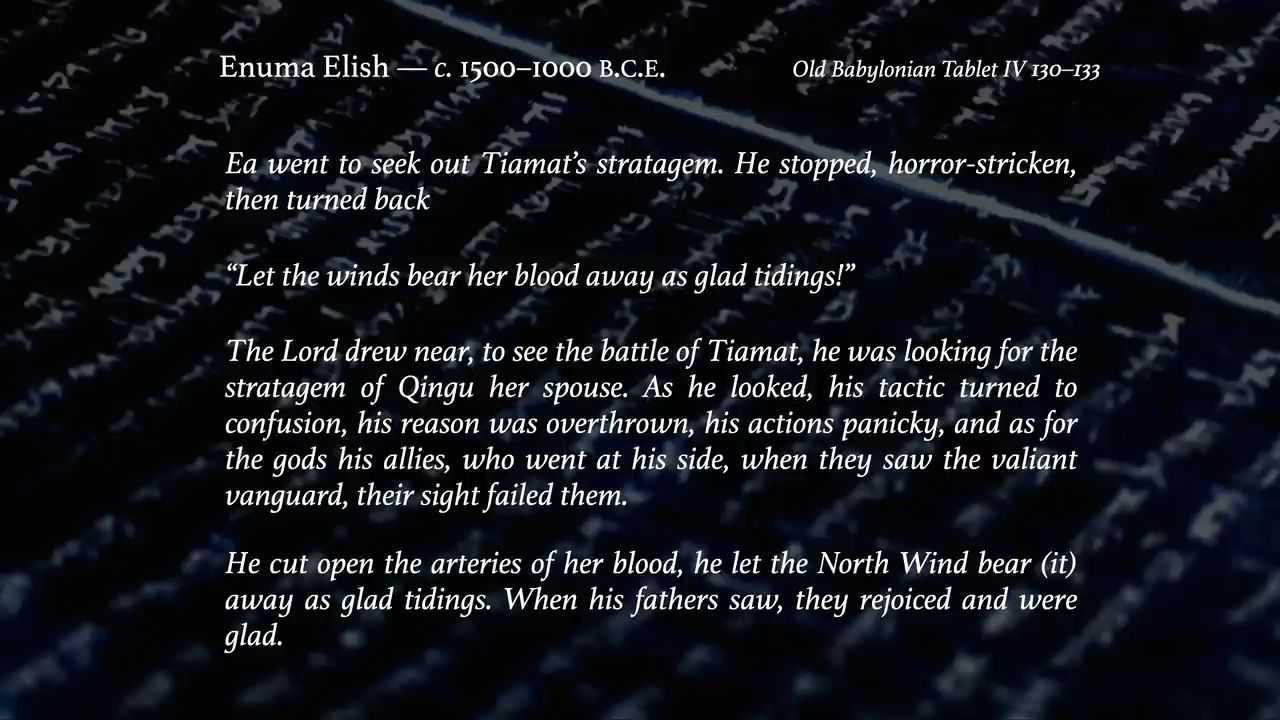 Enuma Elish — c. 1500–1000 B.C.E.
Old Babylonian Tablet IV 130–133
Ea went to seek out Tiamat’s stratagem. He stopped, horror-stricken,
then turned back
“Let the winds bear her blood away as glad tidings!”
The Lord drew near, to see the battle of Tiamat, he was looking for the
stratagem of Qingu her spouse. As he looked, his tactic turned to
confusion, his reason was overthrown, his actions panicky, and as for
the gods his allies, who went at his side, when they saw the valiant
vanguard, their sight failed them.
He cut open the arteries of her blood, he let the North Wind bear (it)
away as glad tidings. When his fathers saw, they rejoiced and were
glad.